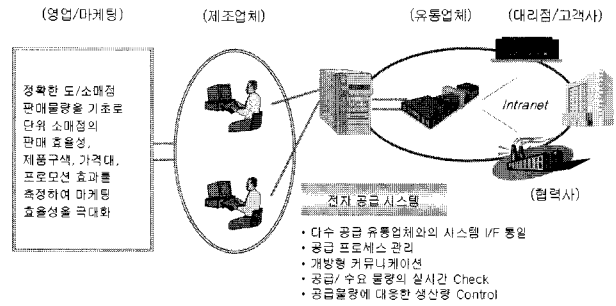 (영업/마케팅)
(제조업체)
(유통업체)
(대리점/고객사)
정확한 도/소매점
판매물량을 기초로
단위 소매점의
판매 효율성,
제품구색, 가격대,
프로모션 효과를
측정하여 마케팅
효율성을 극대화
Intranet
(협력사)
전자 공급 시스템
• 다수 공급 유통업체와의 시스템 I/F 통일
• 공급 프로세스 관리
• 개방형 커뮤니케이션
• 공급/ 수요 물량의 실시간 Check
• 공급물량에 대응한 생산량 Control